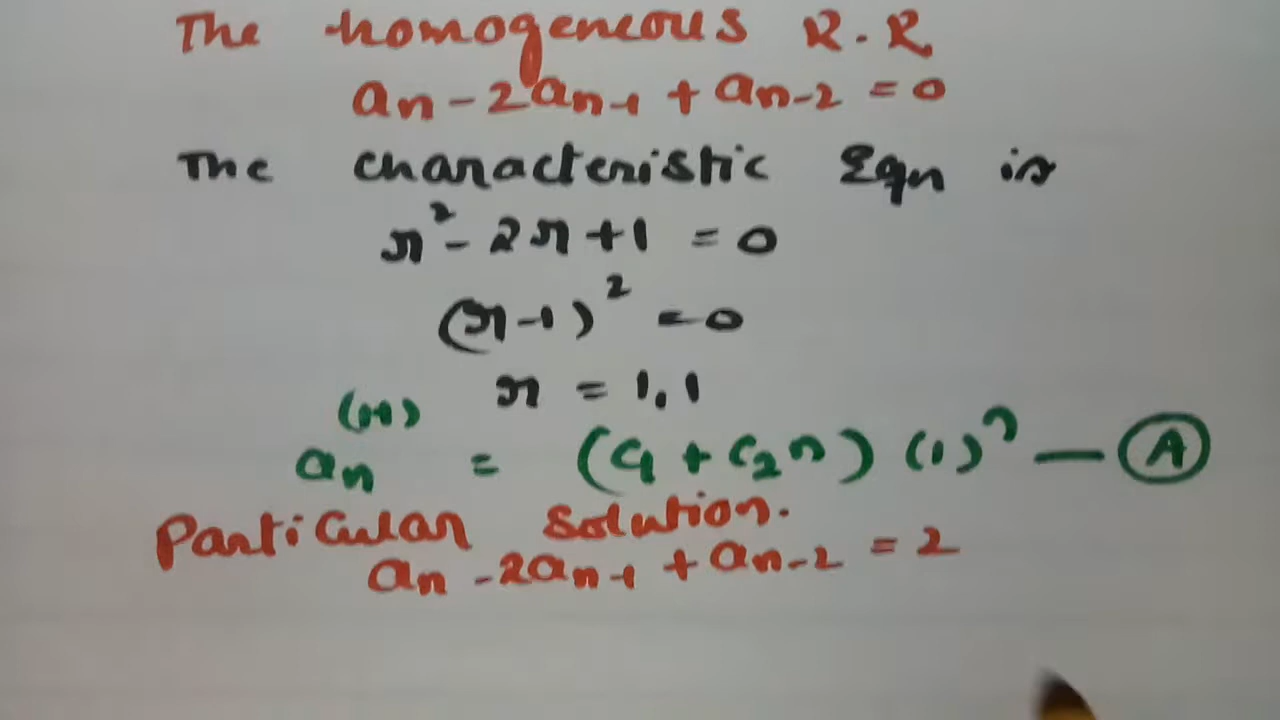 The homogeneous R.R
an - 2an-1 + an-2 = 0
The characteristic Eqn is
r² - 2r + 1 = 0
(r-1)² = 0
r = 1, 1
an⁽ᴴ⁾ = (C1 + C2n) (1)ⁿ — Ⓐ
Particular solution.
an - 2an-1 + an-2 = 2